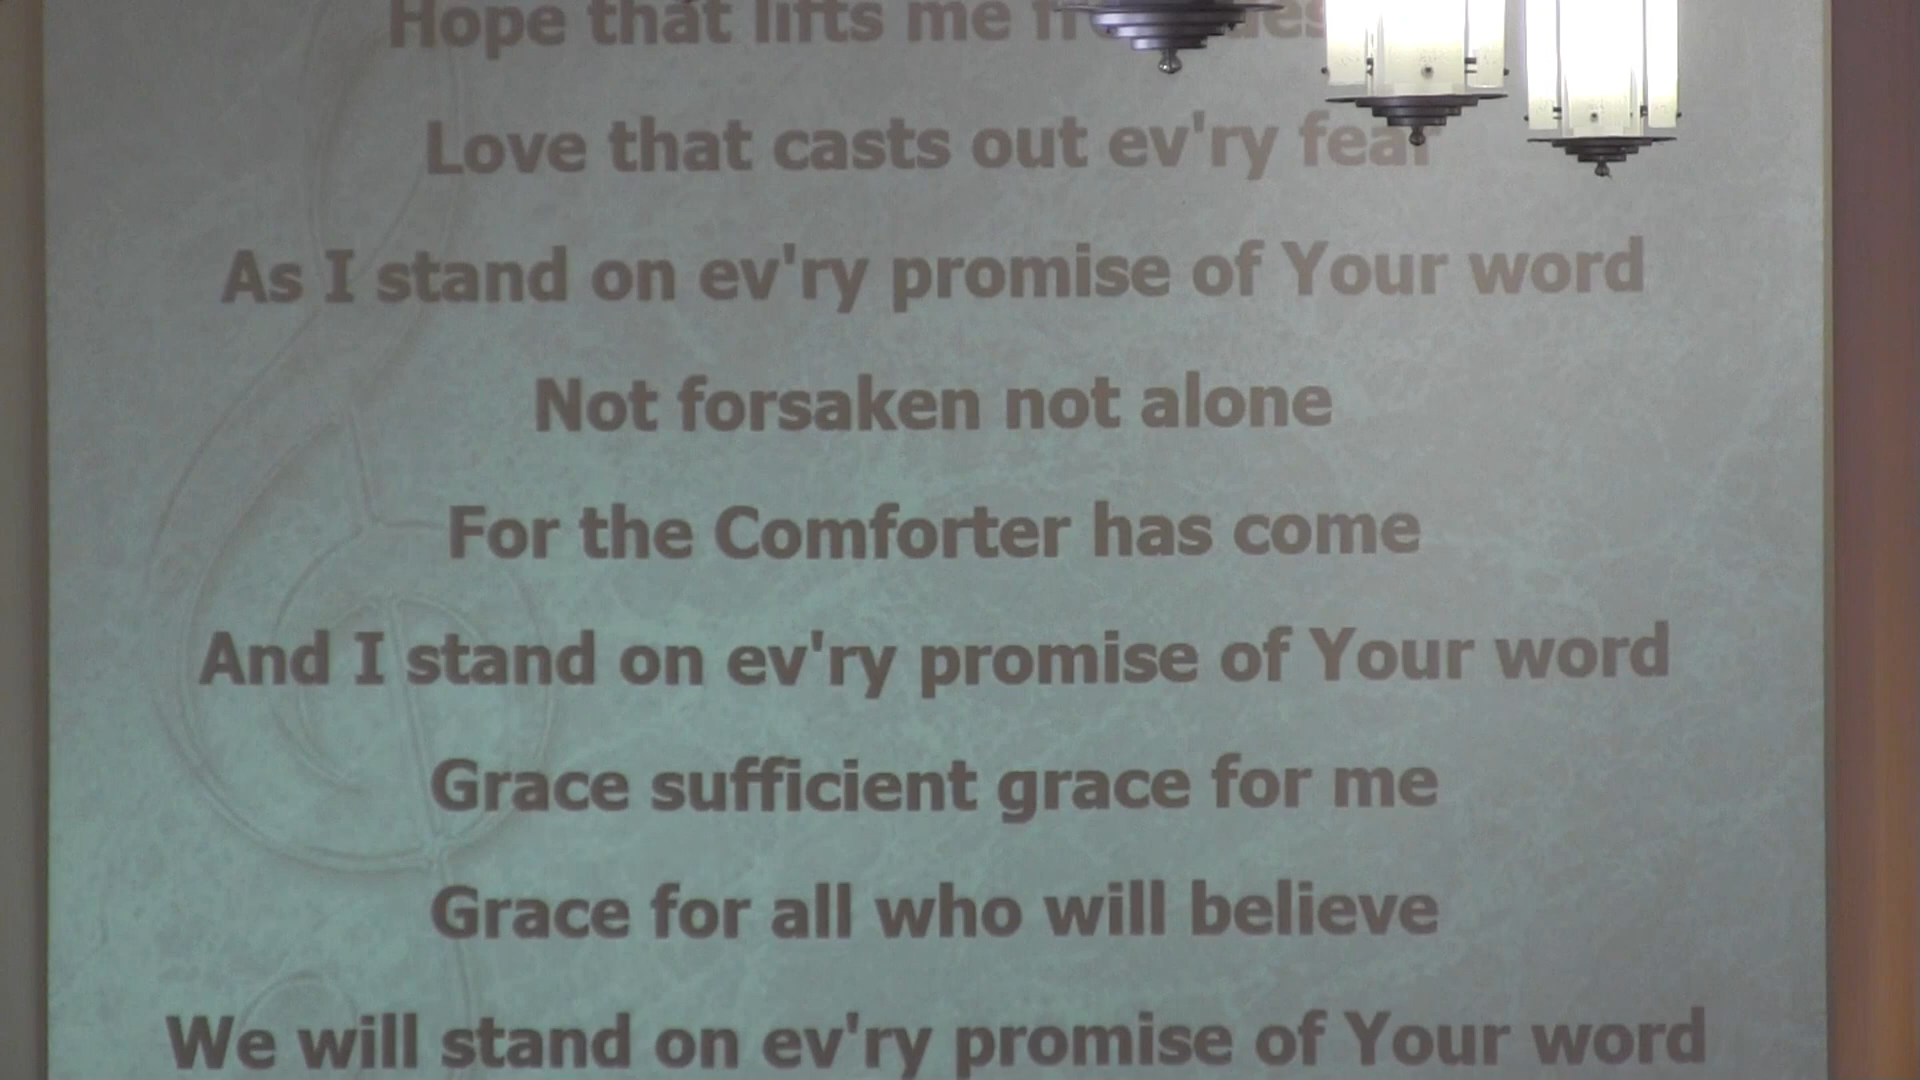 Hope that lifts me
Love that casts out ev'ry fear
As I stand on ev'ry promise of Your word
Not forsaken not alone
For the Comforter has come
And I stand on ev'ry promise of Your word
Grace sufficient grace for me
Grace for all who will believe
We will stand on ev'ry promise of Your word